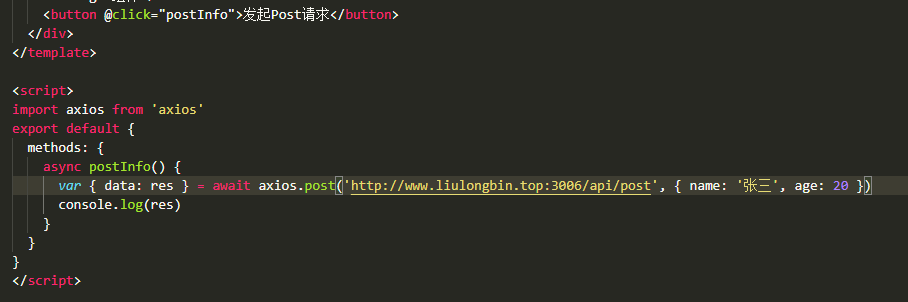 <button @click="postInfo">发起Post请求</button>
</div>
</template>
<script>
import axios from 'axios'
export default {
methods: {
async postInfo() {
var { data: res } = await axios.post('http://www.liulongbin.top:3006/api/post', { name: '张三', age: 20 })
console.log(res)
}
}
}
</script>